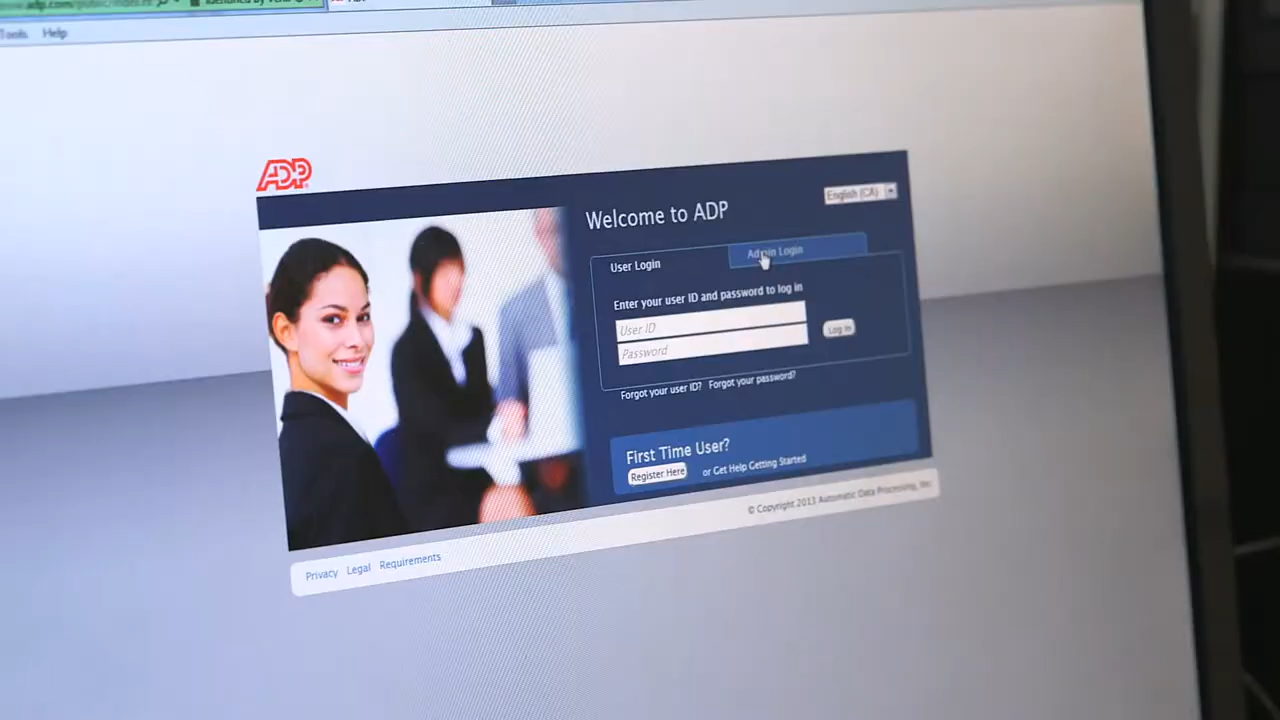 Tools Help
ADP
Welcome to ADP
English (CA)
User Login
Admin Login
Enter your user ID and password to log in
User ID
Password
Log in
Forgot your user ID? Forgot your password?
First Time User?
Register Here or Get Help Getting Started
© Copyright 2013 Automatic Data Processing, Inc.
Privacy Legal Requirements